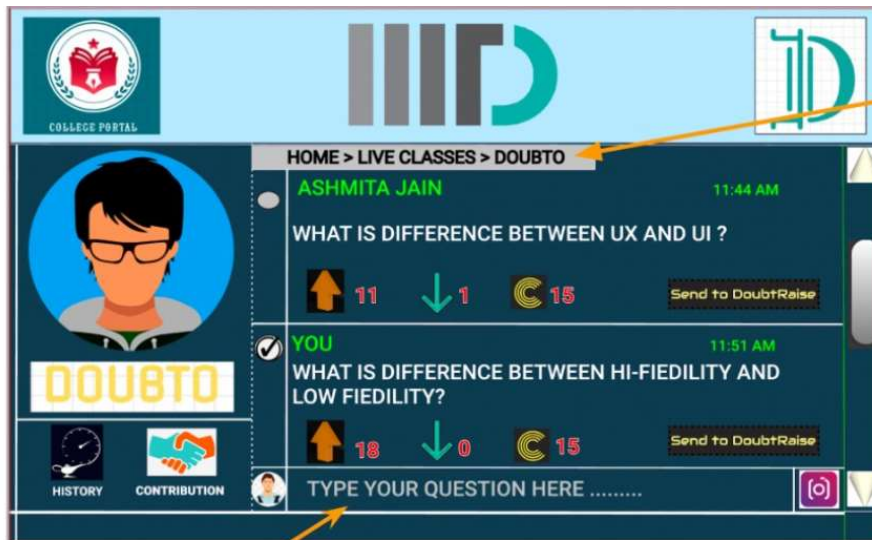 COLLEGE PORTAL
IIITD
D
HOME > LIVE CLASSES > DOUBTO
ASHMITA JAIN 11:44 AM
WHAT IS DIFFERENCE BETWEEN UX AND UI ?
11 1 15 Send to DoubtRaise
YOU 11:51 AM
WHAT IS DIFFERENCE BETWEEN HI-FIEDILITY AND
LOW FIEDILITY?
18 0 15 Send to DoubtRaise
DOUBTO
HISTORY CONTRIBUTION
TYPE YOUR QUESTION HERE .........